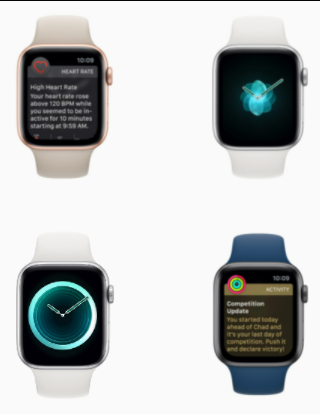 10:09
HEART RATE
High Heart Rate
Your heart rate rose
above 120 BPM while
you seemed to be in-
active for 10 minutes
starting at 9:59 AM.
10:09
ACTIVITY
Competition
Update
You started today
ahead of Chad and
it's your last day of
competition. Push it
and declare victory!